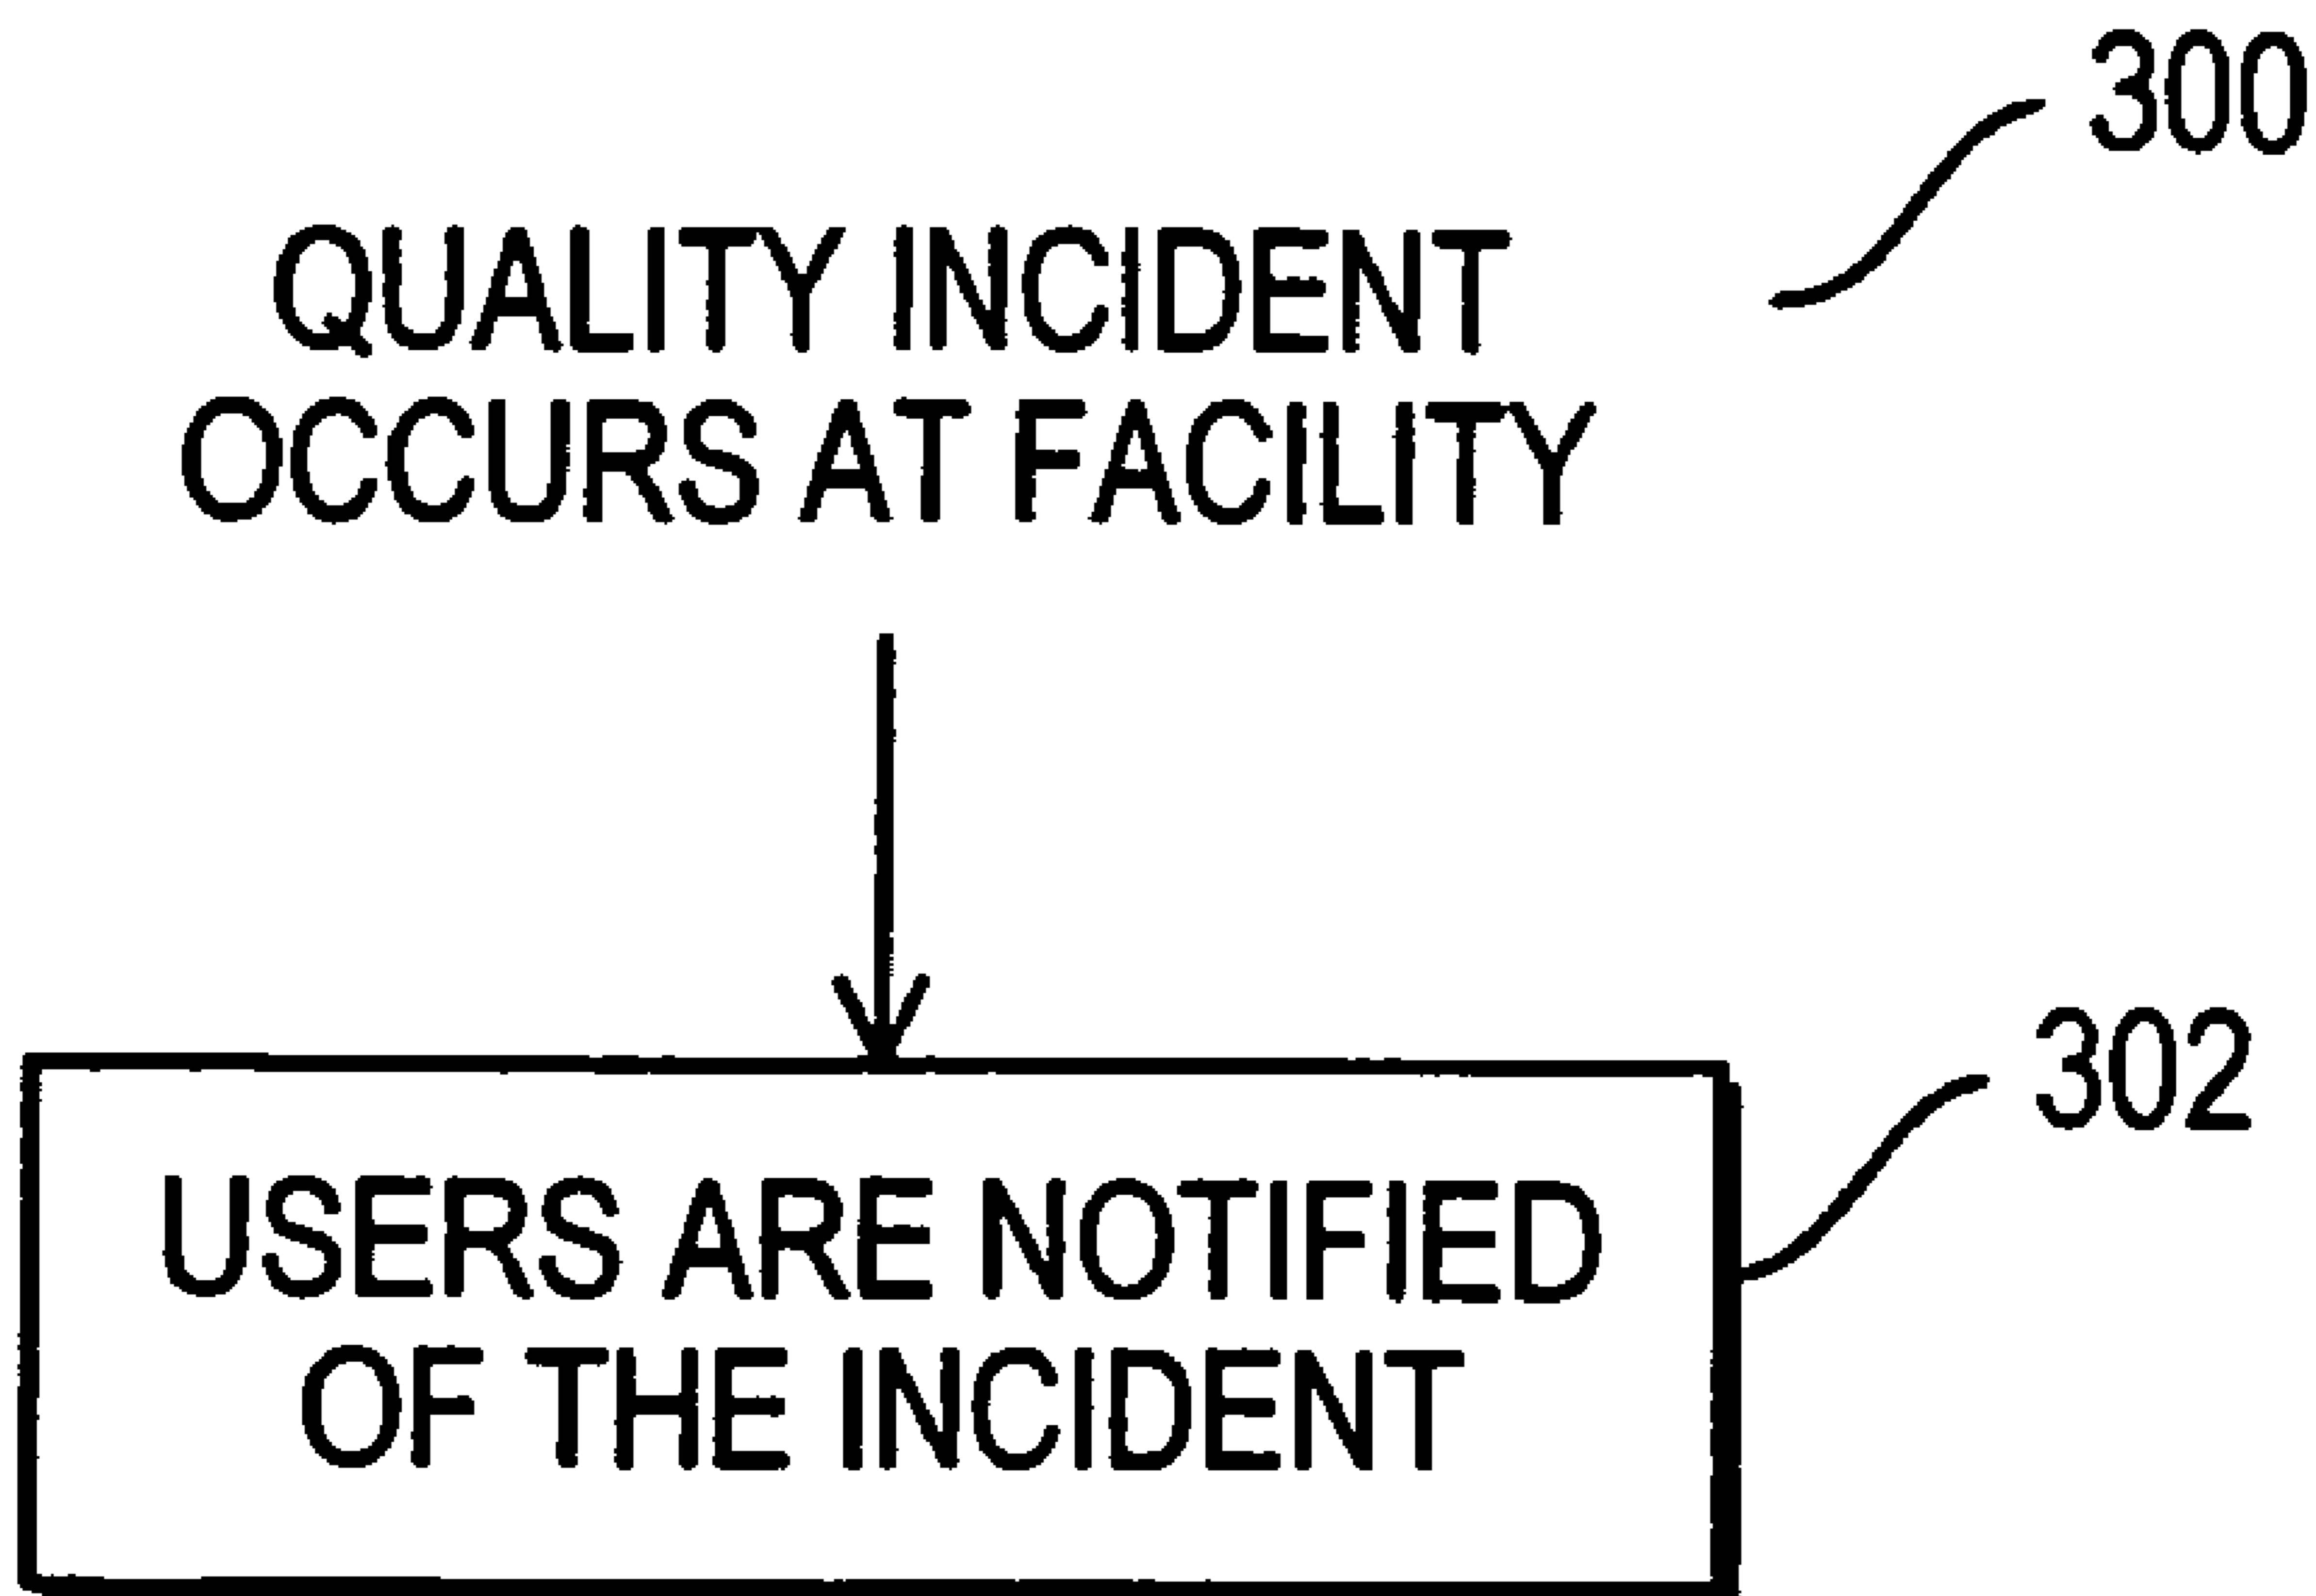 300
QUALITY INCIDENT
OCCURS AT FACILITY
302
USERS ARE NOTIFIED
OF THE INCIDENT